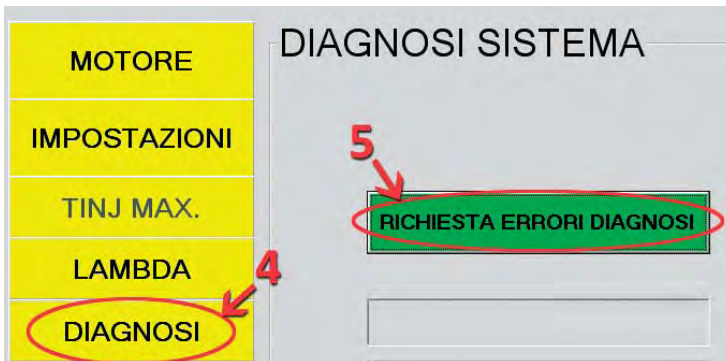 MOTORE
IMPOSTAZIONI
TINJ MAX.
LAMBDA
4
DIAGNOSI
DIAGNOSI SISTEMA
5
RICHIESTA ERRORI DIAGNOSI